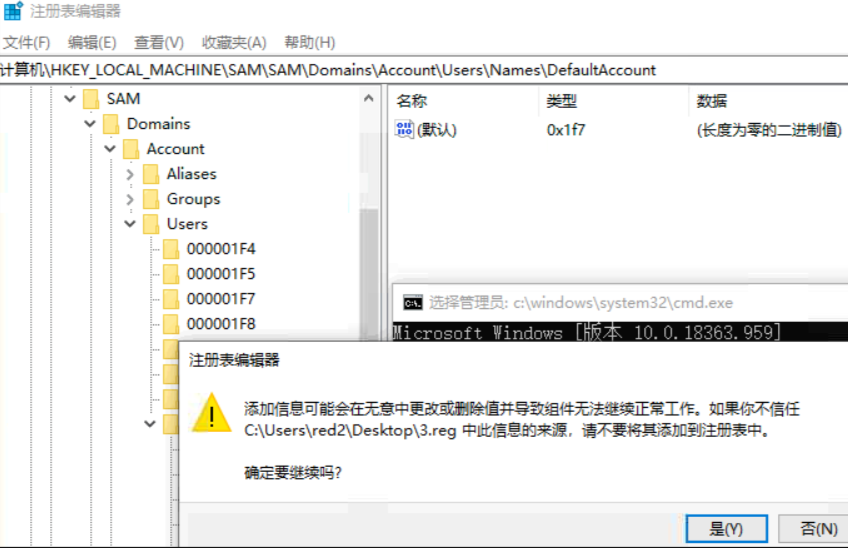 注册表编辑器
文件(F) 编辑(E) 查看(V) 收藏夹(A) 帮助(H)
计算机\HKEY_LOCAL_MACHINE\SAM\SAM\Domains\Account\Users\Names\DefaultAccount
SAM
Domains
Account
Aliases
Groups
Users
000001F4
000001F5
000001F7
000001F8
名称 类型 数据
(默认) 0x1f7 (长度为零的二进制值)
选择管理员: c:\windows\system32\cmd.exe
Microsoft Windows [版本 10.0.18363.959]
注册表编辑器
添加信息可能会在无意中更改或删除值并导致组件无法继续正常工作。如果你不信任
C:\Users\red2\Desktop\3.reg 中此信息的来源，请不要将其添加到注册表中。
确定要继续吗?
是(Y) 否(N)